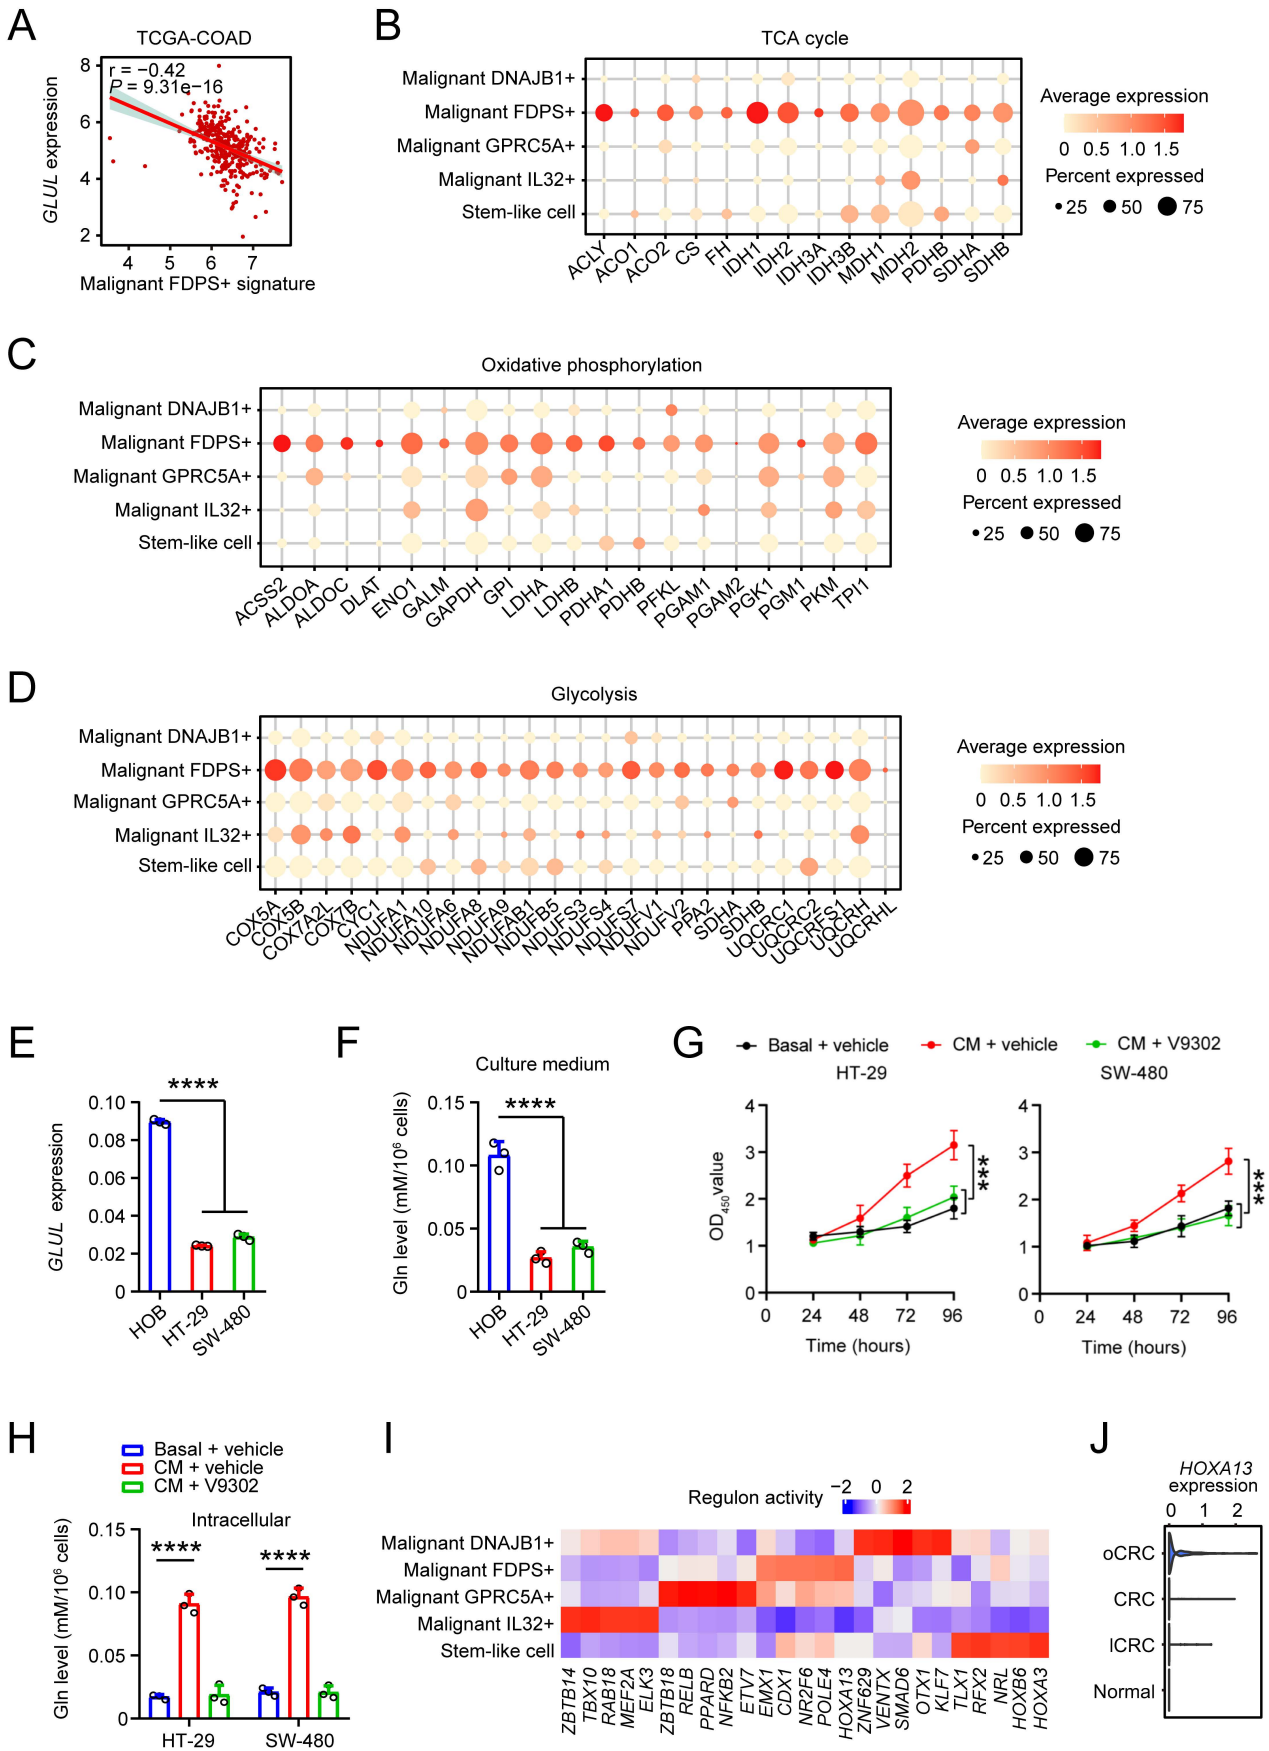 A
TCGA-COAD
r = −0.42
P = 9.31e−16
GLUL expression
8
6
4
2
4 5 6 7
Malignant FDPS+ signature
B
TCA cycle
Malignant DNAJB1+
Malignant FDPS+
Malignant GPRC5A+
Malignant IL32+
Stem-like cell
ACLY ACO1 ACO2 CS FH IDH1 IDH2 IDH3A IDH3B MDH1 MDH2 PDHB SDHA SDHB
Average expression
0 0.5 1.0 1.5
Percent expressed
25 50 75
C
Oxidative phosphorylation
Malignant DNAJB1+
Malignant FDPS+
Malignant GPRC5A+
Malignant IL32+
Stem-like cell
ACSS2 ALDOA ALDOC DLAT ENO1 GALM GAPDH GPI LDHA LDHB PDHA1 PDHB PFKL PGAM1 PGAM2 PGK1 PGM1 PKM TPI1
Average expression
0 0.5 1.0 1.5
Percent expressed
25 50 75
D
Glycolysis
Malignant DNAJB1+
Malignant FDPS+
Malignant GPRC5A+
Malignant IL32+
Stem-like cell
COX5A COX5B COX7A2L COX7B CYC1 NDUFA1 NDUFA10 NDUFA6 NDUFA8 NDUFA9 NDUFAB1 NDUFB5 NDUFS3 NDUFS4 NDUFS7 NDUFV1 NDUFV2 PPA2 SDHA SDHB UQCRC1 UQCRC2 UQCRFS1 UQCRH UQCRHL
Average expression
0 0.5 1.0 1.5
Percent expressed
25 50 75
E
GLUL expression
0.10
0.08
0.06
0.04
0.02
0
****
HOB HT-29 SW-480
F
Culture medium
Gln level (mM/10⁶ cells)
0.15
0.10
0.05
0
****
HOB HT-29 SW-480
G
Basal + vehicle CM + vehicle CM + V9302
HT-29
OD450 value
4
3
2
1
0
0 24 48 72 96
Time (hours)
***
SW-480
4
3
2
1
0
0 24 48 72 96
Time (hours)
***
H
Basal + vehicle
CM + vehicle
CM + V9302
Intracellular
Gln level (mM/10⁶ cells)
0.15
0.10
0.05
0
**** ****
HT-29 SW-480
I
Regulon activity
−2 0 2
Malignant DNAJB1+
Malignant FDPS+
Malignant GPRC5A+
Malignant IL32+
Stem-like cell
ZBTB14 TBX10 RAB18 MEF2A ELK3 ZBTB18 RELB PPARD NFKB2 ETV7 EMX1 CDX1 NR2F6 POLE4 HOXA13 ZNF629 VENTX SMAD6 OTX1 KLF7 TLX1 RFX2 NRL HOXB6 HOXA3
J
HOXA13
expression
0 1 2
oCRC
CRC
lCRC
Normal